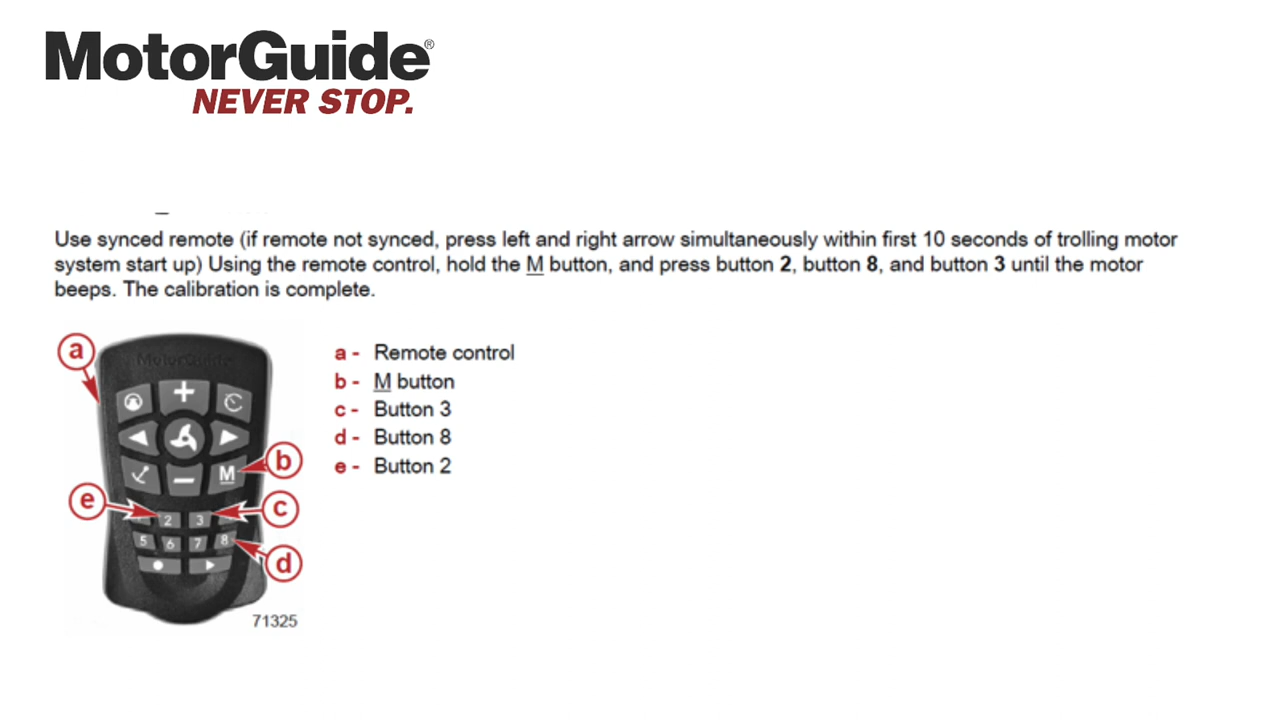 MotorGuide®
NEVER STOP.
Use synced remote (if remote not synced, press left and right arrow simultaneously within first 10 seconds of trolling motor
system start up) Using the remote control, hold the M button, and press button 2, button 8, and button 3 until the motor
beeps. The calibration is complete.
a
MotorGuide
M
b
e
2 3
c
5 6 7 8
d
71325
a - Remote control
b - M button
c - Button 3
d - Button 8
e - Button 2